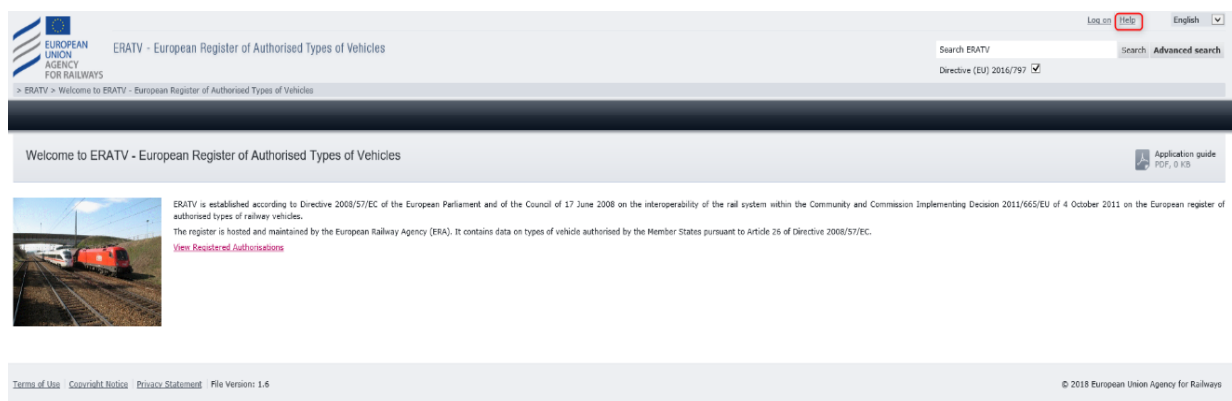 Log on Help English
EUROPEAN
UNION
AGENCY
FOR RAILWAYS
ERATV - European Register of Authorised Types of Vehicles
Search ERATV Search Advanced search
Directive (EU) 2016/797
> ERATV > Welcome to ERATV - European Register of Authorised Types of Vehicles
Welcome to ERATV - European Register of Authorised Types of Vehicles
Application guide
PDF, 0 KB
ERATV is established according to Directive 2008/57/EC of the European Parliament and of the Council of 17 June 2008 on the interoperability of the rail system within the Community and Commission Implementing Decision 2011/665/EU of 4 October 2011 on the European register of
authorised types of railway vehicles.
The register is hosted and maintained by the European Railway Agency (ERA). It contains data on types of vehicle authorised by the Member States pursuant to Article 26 of Directive 2008/57/EC.
View Registered Authorisations
Terms of Use Copyright Notice Privacy Statement File Version: 1.6
© 2018 European Union Agency for Railways